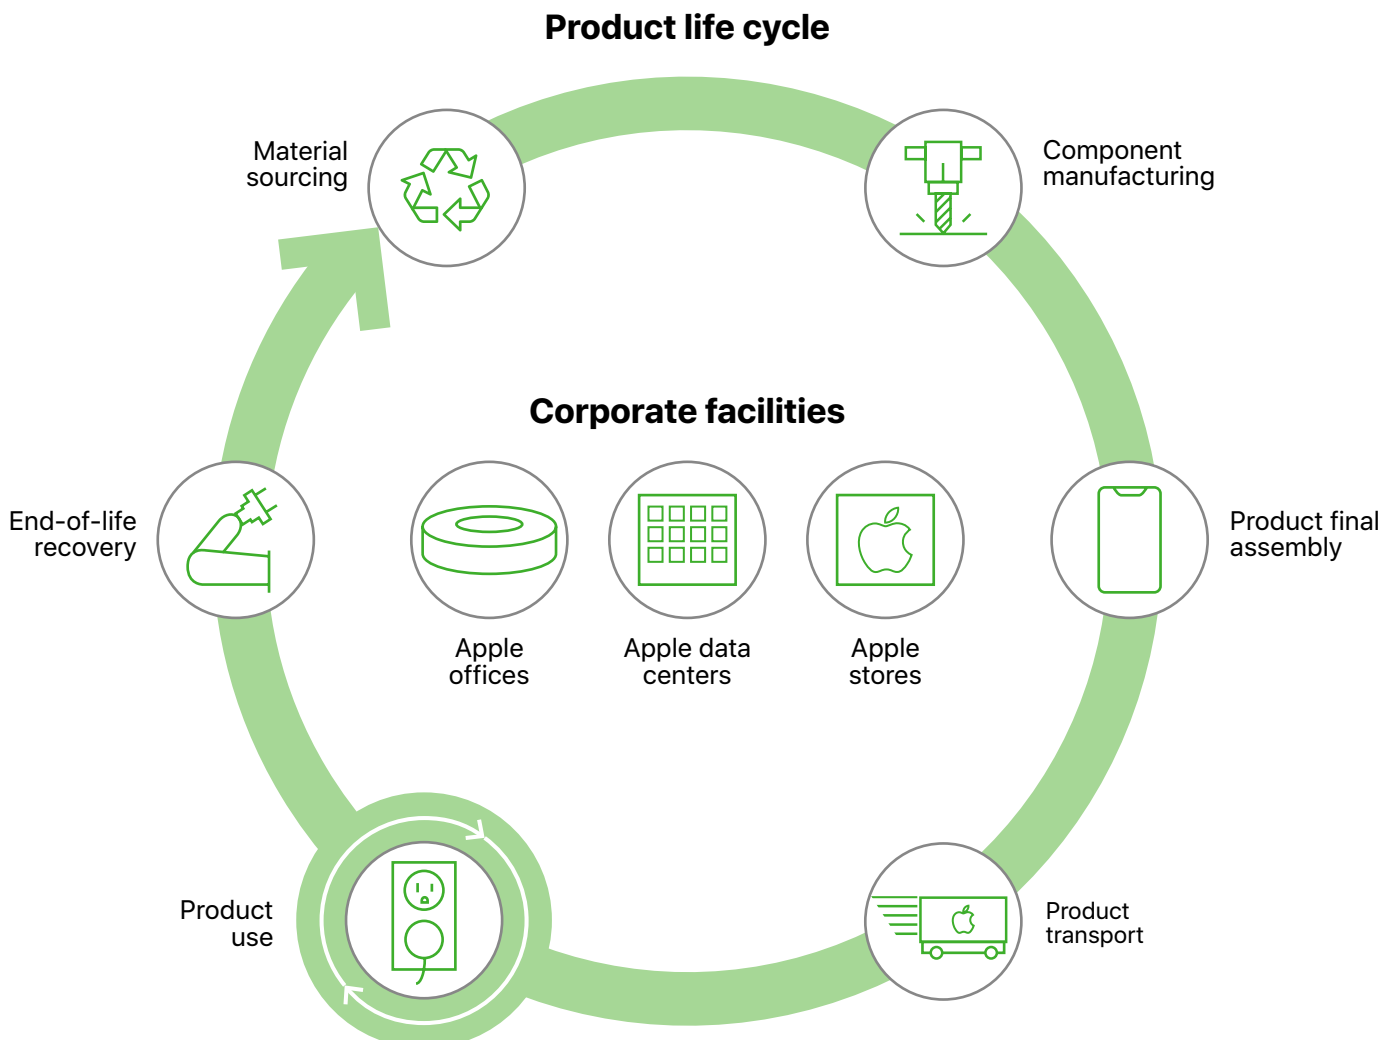 Product life cycle
Material
sourcing
Component
manufacturing
Corporate facilities
End-of-life
recovery
Product final
assembly
Apple
offices
Apple data
centers
Apple
stores
Product
use
Product
transport